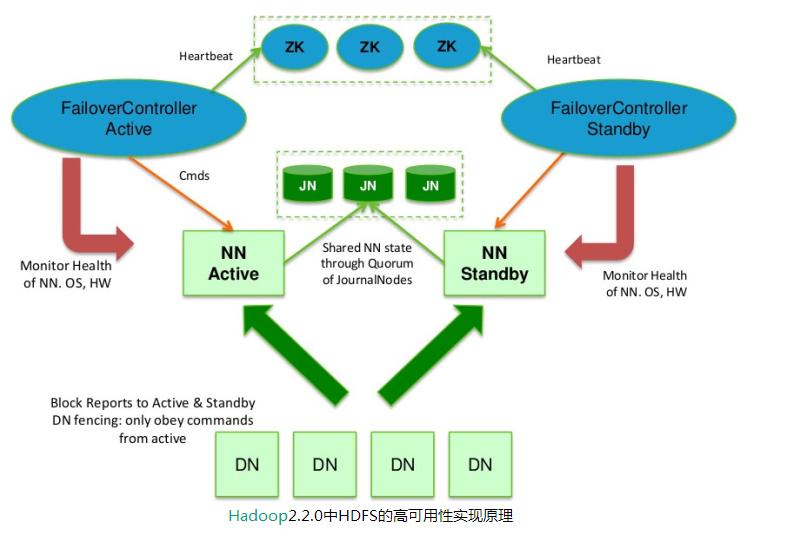 ZK
ZK
ZK
Heartbeat
Heartbeat
FailoverController
Active
FailoverController
Standby
Cmds
JN
JN
JN
NN
Active
Shared NN state
through Quorum
of JournalNodes
NN
Standby
Monitor Health
of NN. OS, HW
Monitor Health
of NN. OS, HW
Block Reports to Active & Standby
DN fencing: only obey commands
from active
DN
DN
DN
DN
Hadoop2.2.0中HDFS的高可用性实现原理